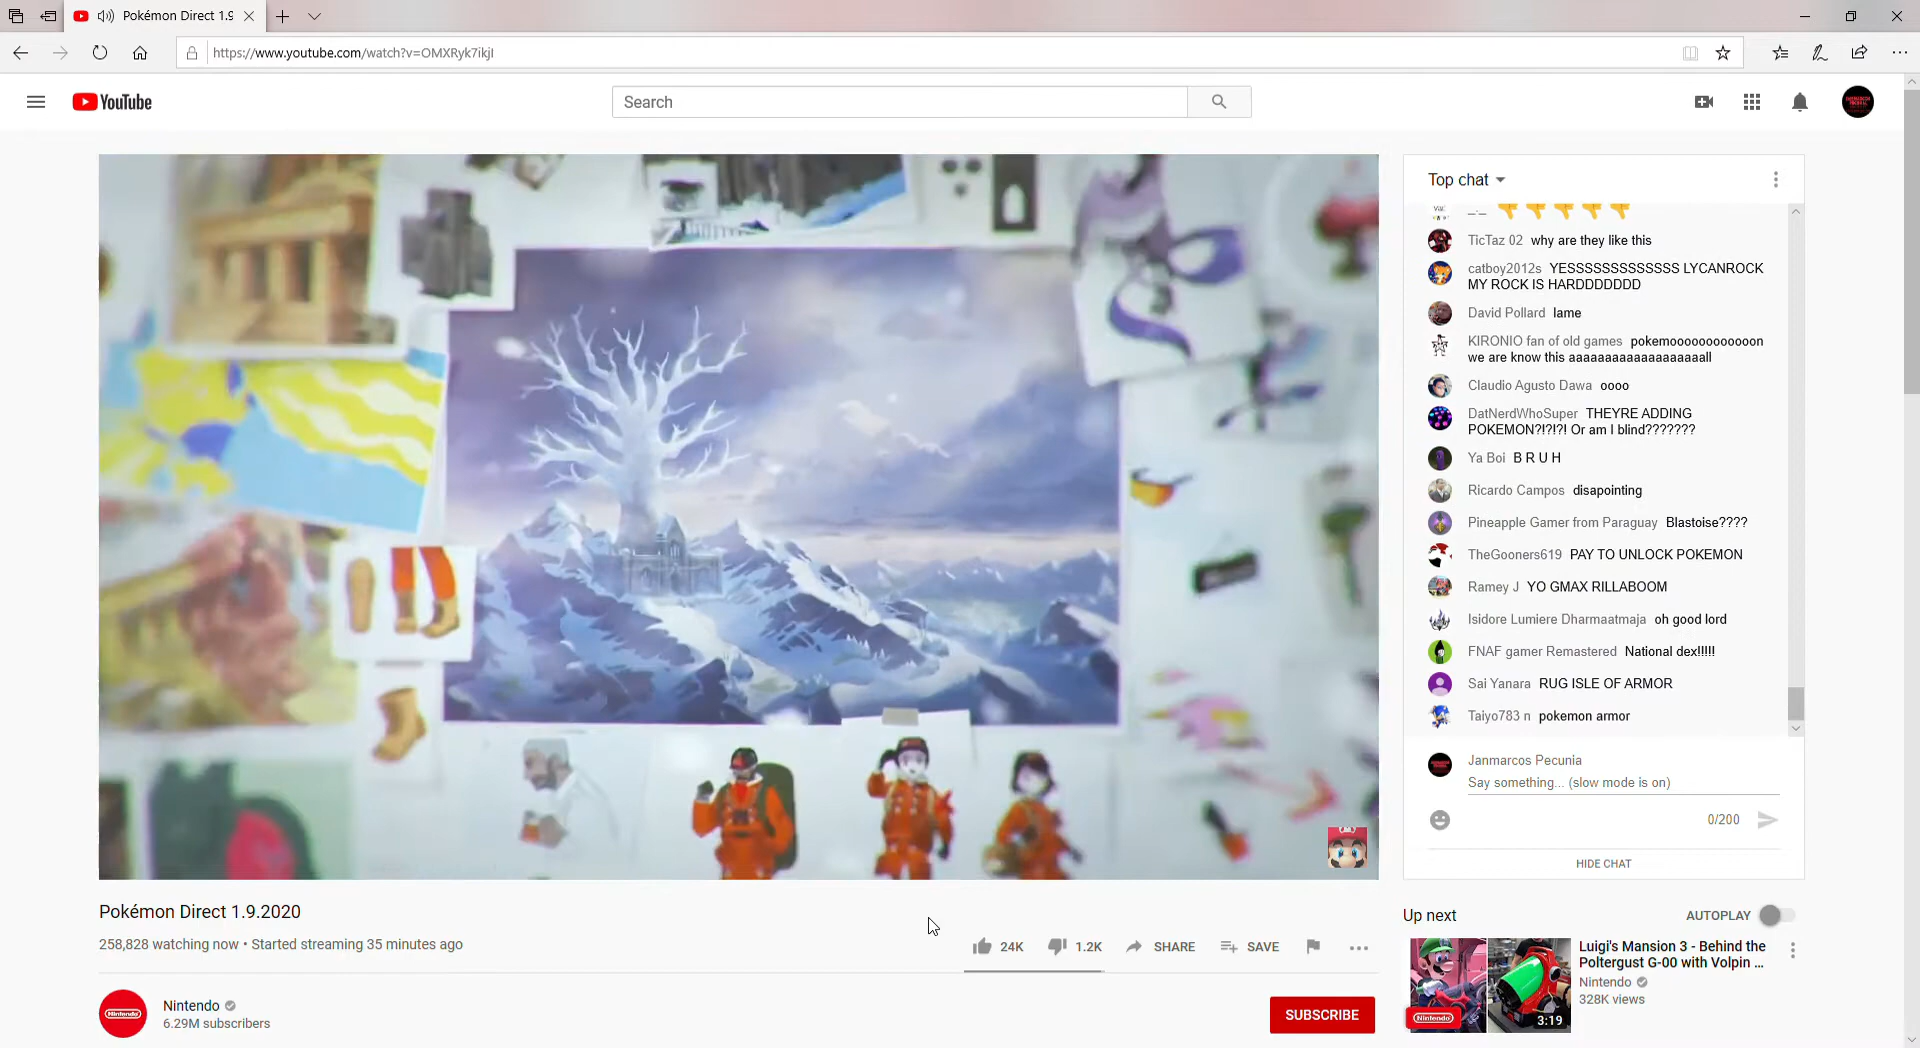 Pokémon Direct 1.9
https://www.youtube.com/watch?v=OMXRyk7ikjI
YouTube
Search
Top chat
TicTaz 02 why are they like this
catboy2012s YESSSSSSSSSSSSS LYCANROCK
MY ROCK IS HARDDDDDDD
David Pollard lame
KIRONIO fan of old games pokemoooooooooooon
we are know this aaaaaaaaaaaaaaaaaaall
Claudio Agusto Dawa oooo
DatNerdWhoSuper THEYRE ADDING
POKEMON?!?!?! Or am I blind???????
Ya Boi B R U H
Ricardo Campos disapointing
Pineapple Gamer from Paraguay Blastoise????
TheGooners619 PAY TO UNLOCK POKEMON
Ramey J YO GMAX RILLABOOM
Isidore Lumiere Dharmaatmaja oh good lord
FNAF gamer Remastered National dex!!!!!
Sai Yanara RUG ISLE OF ARMOR
Taiyo783 n pokemon armor
Janmarcos Pecunia
Say something... (slow mode is on)
0/200
HIDE CHAT
Pokémon Direct 1.9.2020
258,828 watching now • Started streaming 35 minutes ago
24K 1.2K SHARE SAVE
Nintendo
Nintendo
6.29M subscribers
SUBSCRIBE
Up next
AUTOPLAY
Luigi's Mansion 3 - Behind the
Poltergust G-00 with Volpin ...
Nintendo
328K views
Nintendo
3:19